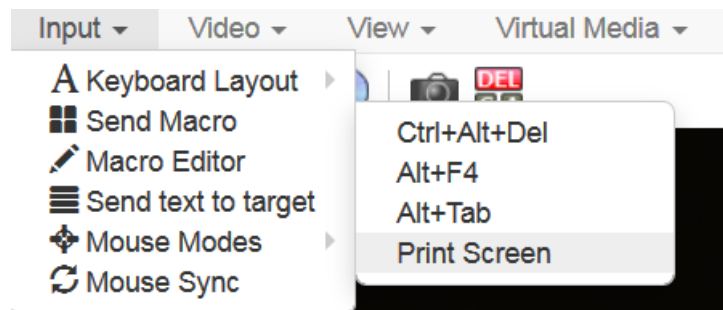 Input Video View Virtual Media
A Keyboard Layout
Send Macro
Macro Editor
Send text to target
Mouse Modes
Mouse Sync
DEL
Ctrl+Alt+Del
Alt+F4
Alt+Tab
Print Screen